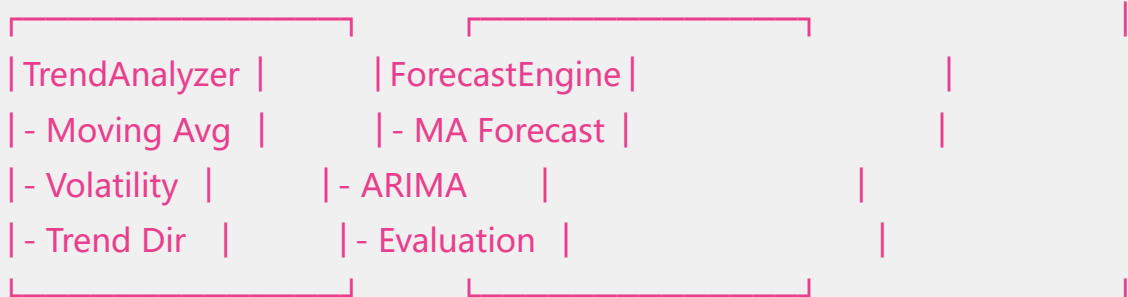 TrendAnalyzer ForecastEngine
- Moving Avg - MA Forecast
- Volatility - ARIMA
- Trend Dir - Evaluation